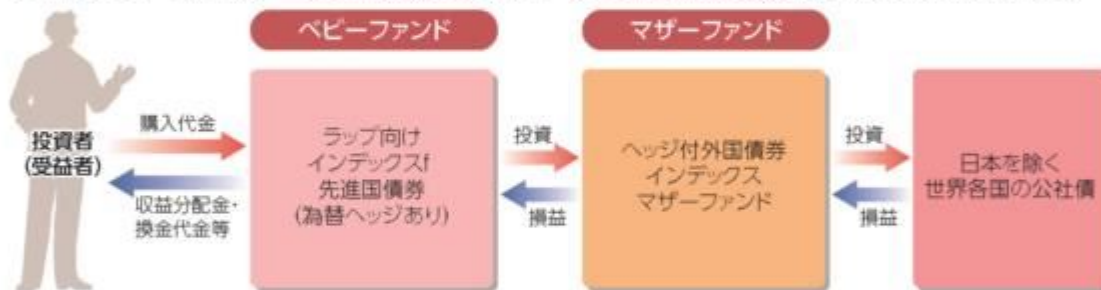 ベビーファンド
マザーファンド
投資者
(受益者)
購入代金
収益分配金・
換金代金等
ラップ向け
インデックスf
先進国債券
(為替ヘッジあり)
投資
損益
ヘッジ付外国債券
インデックス
マザーファンド
投資
損益
日本を除く
世界各国の公社債